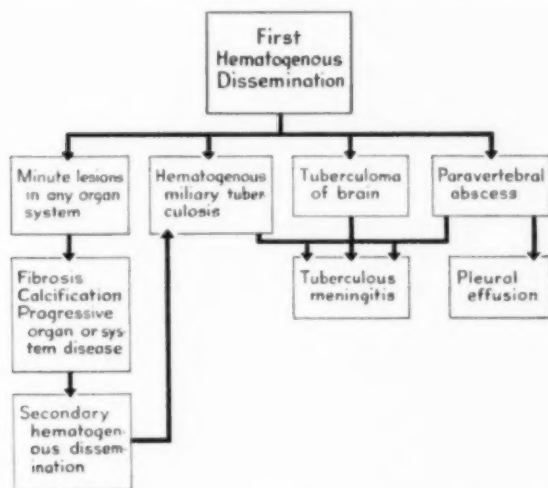 First
Hematogenous
Dissemination
Minute lesions
in any organ
system
Hematogenous
miliary tuber
culosis
Tuberculoma
of brain
Paravertebral
abscess
Fibrosis
Calcification
Progressive
organ or sys-
tem disease
Tuberculous
meningitis
Pleural
effusion
Secondary
hematogen-
ous dissem-
ination